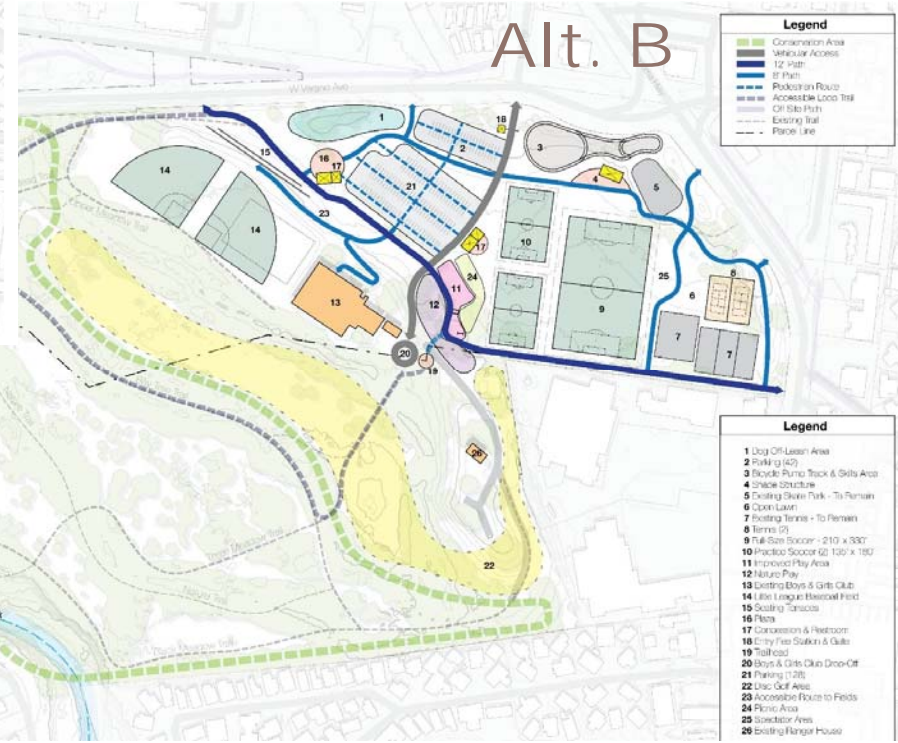 Alt. B
Legend
Conservation Area
Vehicular Access
12' Path
8' Path
Pedestrian Route
Accessible Loop Trail
Off Site Path
Existing Trail
Parcel Line
W Verano Ave
1
2
3
4
5
6
7
7
8
9
10
11
12
13
14
14
15
16
17
17
18
19
20
21
22
23
24
25
26
Upper Meadow Trail
Nature Trail
Legend
1 Dog Off-Leash Area
2 Parking (42)
3 Bicycle Pump Track & Skills Area
4 Shade Structure
5 Existing Skate Park - To Remain
6 Open Lawn
7 Existing Tennis - To Remain
8 Tennis (2)
9 Full-Size Soccer - 210' x 330'
10 Practice Soccer (2) 135' x 180'
11 Improved Play Area
12 Nature Play
13 Existing Boys & Girls Club
14 Little League Baseball Field
15 Seating Terraces
16 Plaza
17 Concession & Restroom
18 Entry Fee Station & Gate
19 Trailhead
20 Boys & Girls Club Drop-Off
21 Parking (128)
22 Disc Golf Area
23 Accessible Route to Fields
24 Picnic Area
25 Spectator Area
26 Existing Ranger House